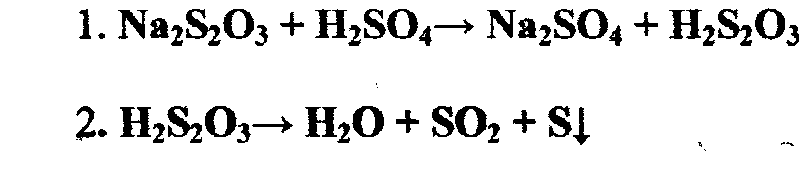 1. Na₂S₂O₃ + H₂SO₄→ Na₂SO₄ + H₂S₂O₃
2. H₂S₂O₃→ H₂O + SO₂ + S↓